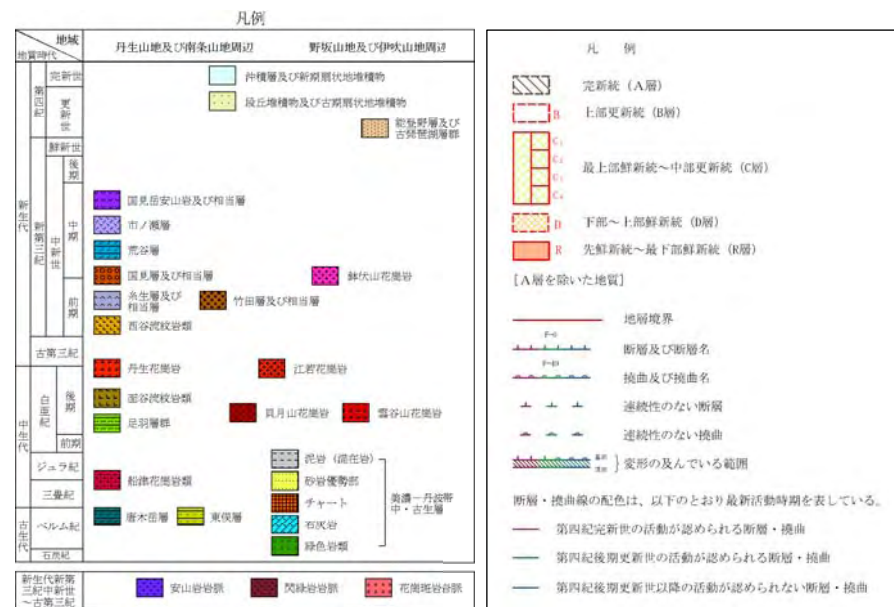 凡例
地域
地質時代
丹生山地及び南条山地周辺
野坂山地及び伊吹山地周辺
新生代
第四紀
完新世
更新世
新第三紀
鮮新世
中新世
後期
中期
前期
古第三紀
中生代
白亜紀
後期
前期
ジュラ紀
三畳紀
古生代
ペルム紀
石炭紀
沖積層及び新期扇状地堆積物
段丘堆積物及び古期扇状地堆積物
能登野層及び
古琵琶湖層群
国見岳安山岩及び相当層
市ノ瀬層
荒谷層
国見層及び相当層
鉢伏山花崗岩
糸生層及び
相当層
竹田層及び相当層
西谷流紋岩類
丹生花崗岩
江若花崗岩
面谷流紋岩類
貝月山花崗岩
雲谷山花崗岩
足羽層群
泥岩(混在岩)
船津花崗岩類
砂岩優勢部
チャート
美濃-丹波帯
中・古生層
唐木岳層
東俣層
石灰岩
緑色岩類
新生代新第
三紀中新世
~古第三紀
安山岩岩脈
閃緑岩岩脈
花崗斑岩岩脈
凡 例
完新統(A層)
B
上部更新統(B層)
C1
C2
C3
C4
最上部鮮新統~中部更新統(C層)
D
下部~上部鮮新統(D層)
R
先鮮新統~最下部鮮新統(R層)
[A層を除いた地質]
地層境界
断層及び断層名
撓曲及び撓曲名
連続性のない断層
連続性のない撓曲
変形の及んでいる範囲
断層・撓曲線の配色は、以下のとおり最新活動時期を表している。
第四紀完新世の活動が認められる断層・撓曲
第四紀後期更新世の活動が認められる断層・撓曲
第四紀後期更新世以降の活動が認められない断層・撓曲